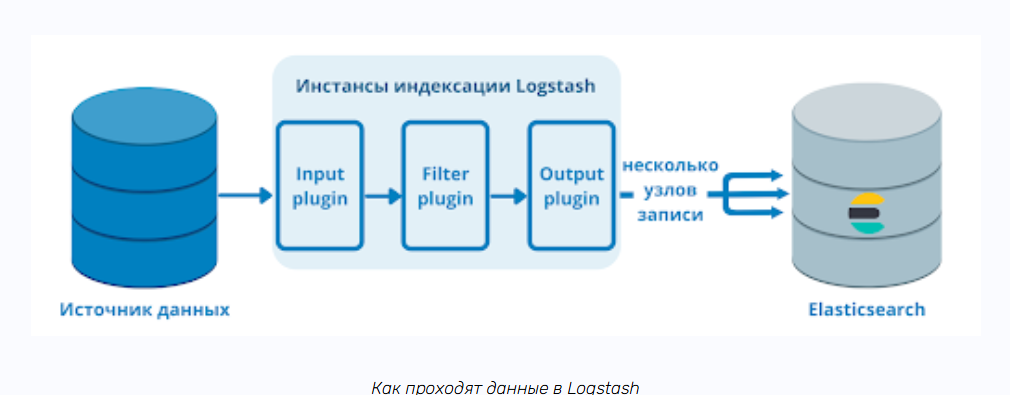 Инстансы индексации Logstash
Input
plugin
Filter
plugin
Output
plugin
несколько
узлов
записи
Источник данных
Elasticsearch
Как проходят данные в Logstash